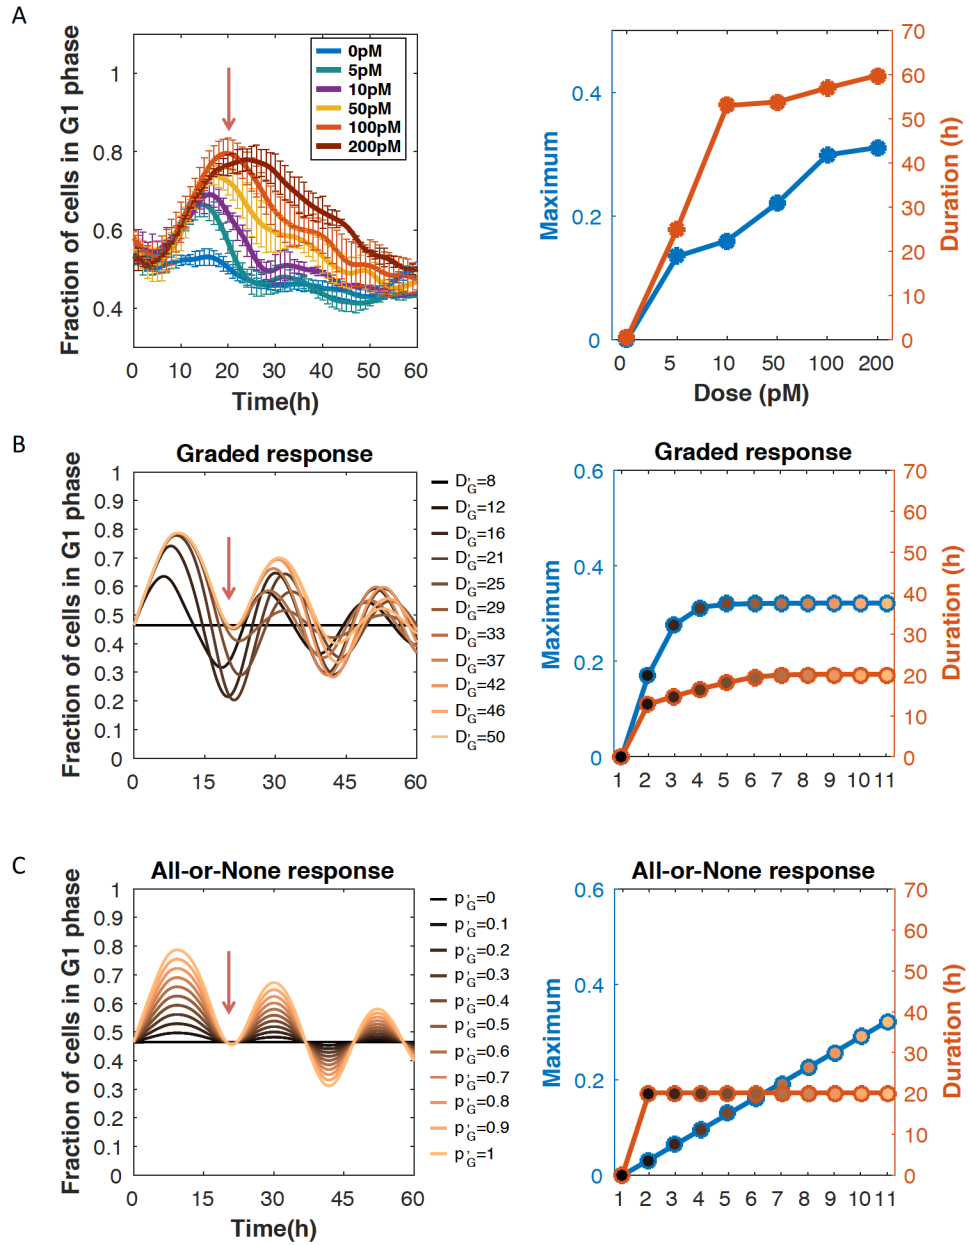 A
Fraction of cells in G1 phase
1
0.8
0.6
0.4
0 10 20 30 40 50 60
Time(h)
0pM
5pM
10pM
50pM
100pM
200pM
Maximum
0.4
0.2
0
70
60
50
40
30
20
10
0
Duration (h)
0 5 10 50 100 200
Dose (pM)
B
Graded response
Fraction of cells in G1 phase
1
0.9
0.8
0.7
0.6
0.5
0.4
0.3
0.2
0.1
0
0 15 30 45 60
D'G=8
D'G=12
D'G=16
D'G=21
D'G=25
D'G=29
D'G=33
D'G=37
D'G=42
D'G=46
D'G=50
Graded response
Maximum
0.6
0.4
0.2
0
70
60
50
40
30
20
10
0
Duration (h)
1 2 3 4 5 6 7 8 9 10 11
C
All-or-None response
Fraction of cells in G1 phase
1
0.9
0.8
0.7
0.6
0.5
0.4
0.3
0.2
0.1
0
0 15 30 45 60
Time(h)
p'G=0
p'G=0.1
p'G=0.2
p'G=0.3
p'G=0.4
p'G=0.5
p'G=0.6
p'G=0.7
p'G=0.8
p'G=0.9
p'G=1
All-or-None response
Maximum
0.6
0.4
0.2
0
70
60
50
40
30
20
10
0
Duration (h)
1 2 3 4 5 6 7 8 9 10 11